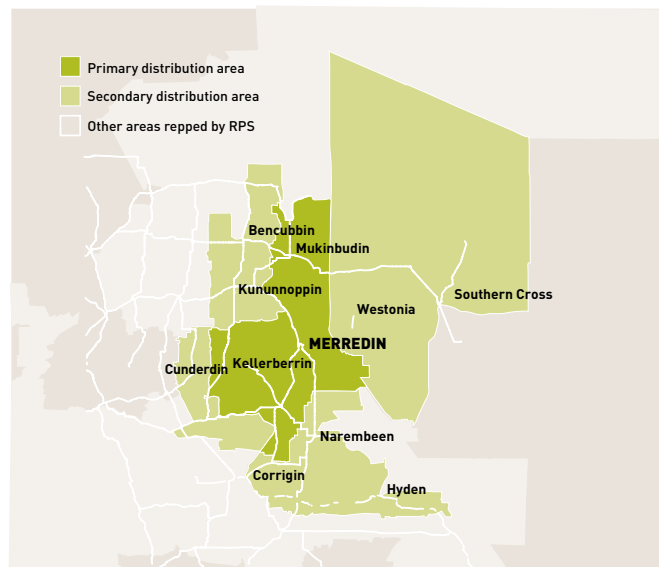 Primary distribution area
Secondary distribution area
Other areas repped by RPS
Bencubbin
Mukinbudin
Kununnoppin
Southern Cross
Westonia
MERREDIN
Cunderdin
Kellerberrin
Narembeen
Corrigin
Hyden